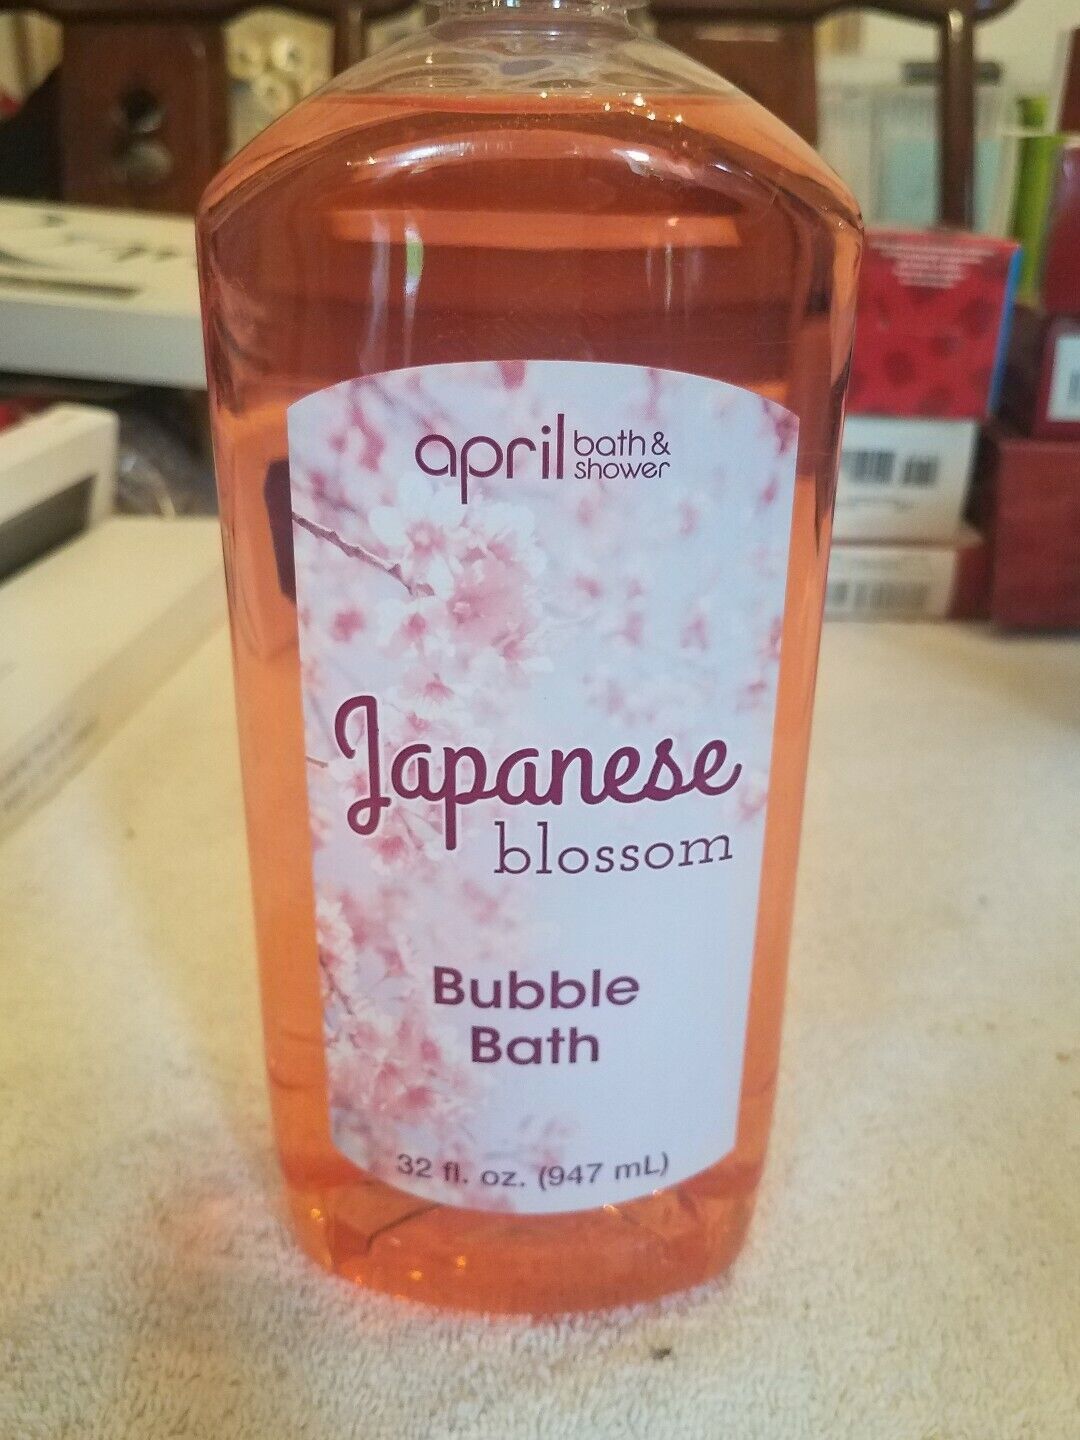 april bath &
shower
Japanese
blossom
Bubble
Bath
32 fl. oz. (947 mL)